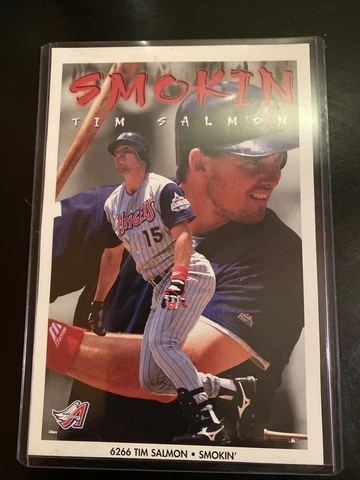 SMOKIN
TIM SALMON
ANGELS
15
6266 TIM SALMON • SMOKIN'